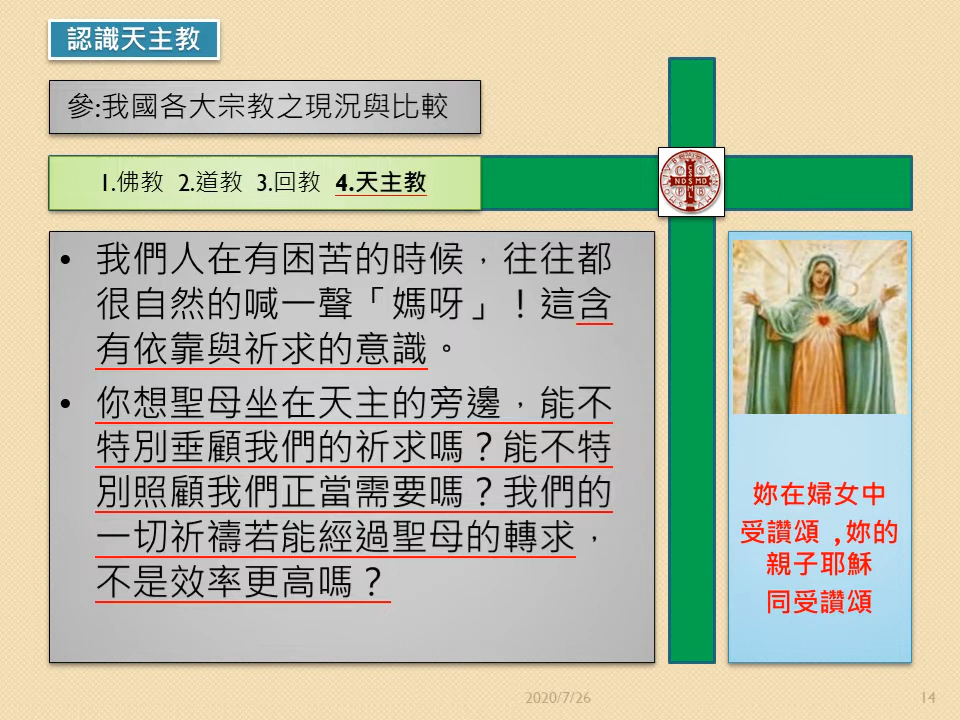 認識天主教
參:我國各大宗教之現況與比較
1.佛教 2.道教 3.回教 4.天主教
• 我們人在有困苦的時候，往往都
很自然的喊一聲「媽呀」！這含
有依靠與祈求的意識。
• 你想聖母坐在天主的旁邊，能不
特別垂顧我們的祈求嗎？能不特
別照顧我們正當需要嗎？我們的
一切祈禱若能經過聖母的轉求，
不是效率更高嗎？
妳在婦女中
受讚頌 ,妳的
親子耶穌
同受讚頌
2020/7/26
14